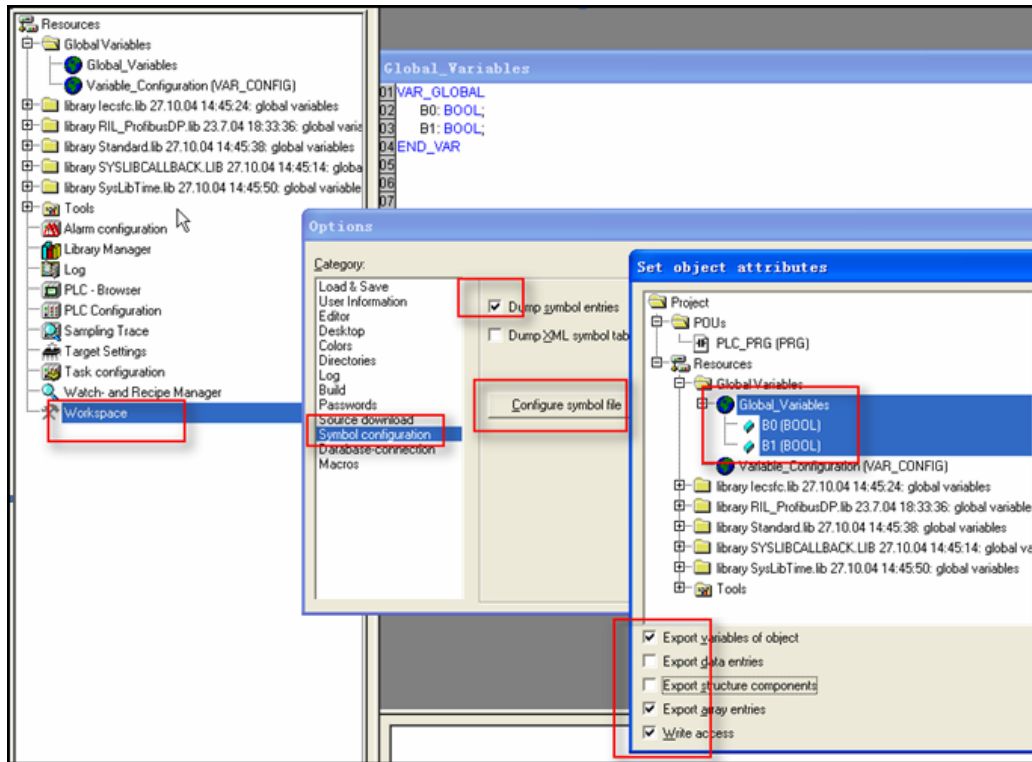 Resources
Global Variables
Global_Variables
Variable_Configuration (VAR_CONFIG)
library Iecsfc.lib 27.10.04 14:45:24: global variables
library RIL_ProfibusDP.lib 23.7.04 18:33:36: global varia
library Standard.lib 27.10.04 14:45:38: global variables
library SYSLIBCALLBACK.LIB 27.10.04 14:45:14: globa
library SysLibTime.lib 27.10.04 14:45:50: global variable
Tools
Alarm configuration
Library Manager
Log
PLC - Browser
PLC Configuration
Sampling Trace
Target Settings
Task configuration
Watch- and Recipe Manager
Workspace
Global_Variables
01 VAR_GLOBAL
02 B0: BOOL;
03 B1: BOOL;
04 END_VAR
05
06
07
Options
Category:
Load & Save
User Information
Editor
Desktop
Colors
Directories
Log
Build
Passwords
Source download
Symbol configuration
Database-connection
Macros
Dump symbol entries
Dump XML symbol tab
Configure symbol file
Set object attributes
Project
POUs
PLC_PRG (PRG)
Resources
Global Variables
Global_Variables
B0 (BOOL)
B1 (BOOL)
Variable_Configuration (VAR_CONFIG)
library Iecsfc.lib 27.10.04 14:45:24: global variables
library RIL_ProfibusDP.lib 23.7.04 18:33:36: global variable
library Standard.lib 27.10.04 14:45:38: global variables
library SYSLIBCALLBACK.LIB 27.10.04 14:45:14: global va
library SysLibTime.lib 27.10.04 14:45:50: global variables
Tools
Export variables of object
Export data entries
Export structure components
Export array entries
Write access